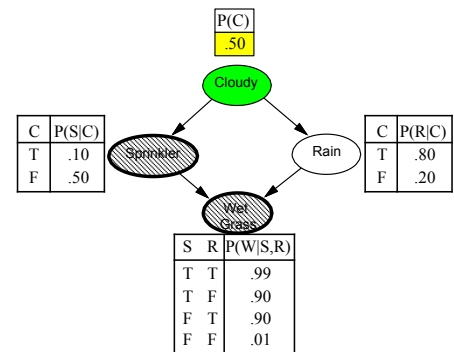 P(C)
.50
Cloudy
C P(S|C)
T .10
F .50
Sprinkler
Rain
C P(R|C)
T .80
F .20
Wet
Grass
S R P(W|S,R)
T T .99
T F .90
F T .90
F F .01